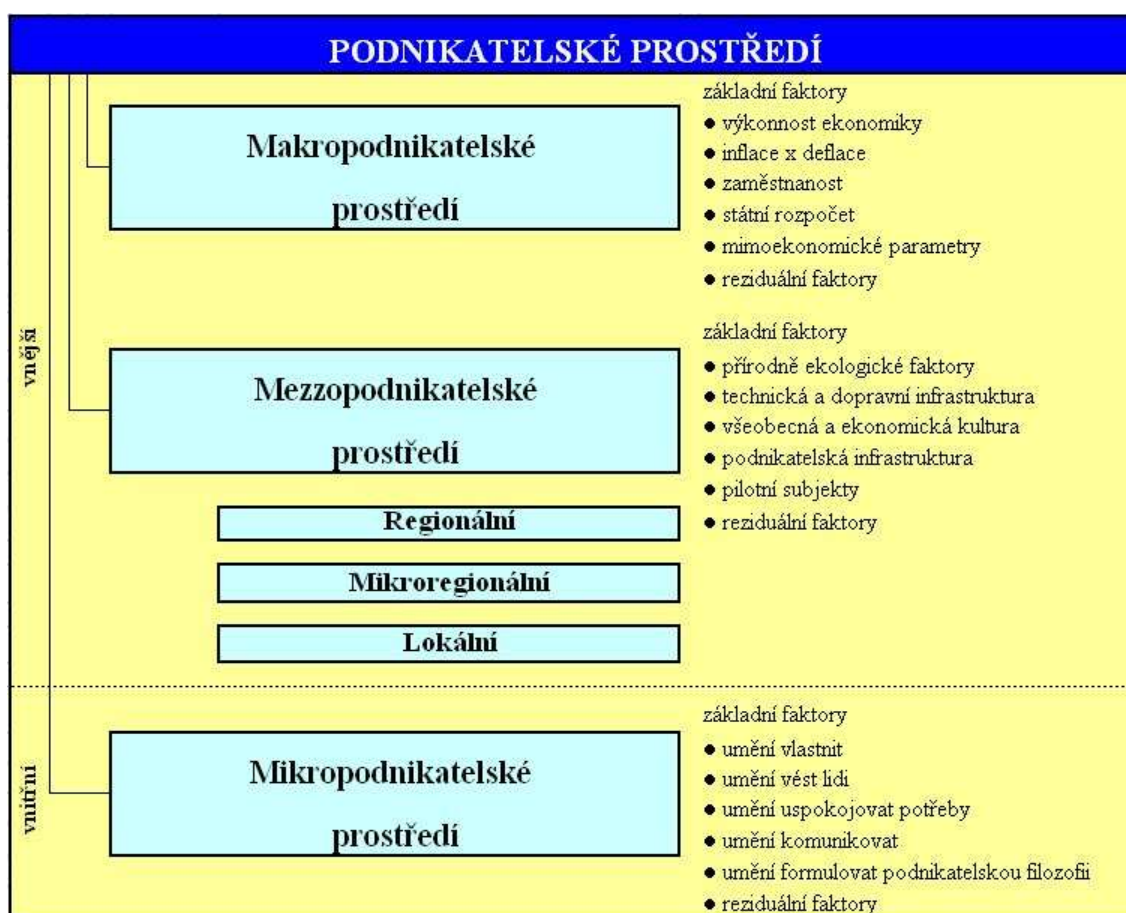 PODNIKATELSKÉ PROSTŘEDÍ
vnější
Makropodnikatelské
prostředí
základní faktory
● výkonnost ekonomiky
● inflace x deflace
● zaměstnanost
● státní rozpočet
● mimoekonomické parametry
● reziduální faktory
Mezzopodnikatelské
prostředí
základní faktory
● přírodně ekologické faktory
● technická a dopravní infrastruktura
● všeobecná a ekonomická kultura
● podnikatelská infrastruktura
● pilotní subjekty
● reziduální faktory
Regionální
Mikroregionální
Lokální
vnitřní
Mikropodnikatelské
prostředí
základní faktory
● umění vlastnit
● umění vést lidi
● umění uspokojovat potřeby
● umění komunikovat
● umění formulovat podnikatelskou filozofii
● reziduální faktory